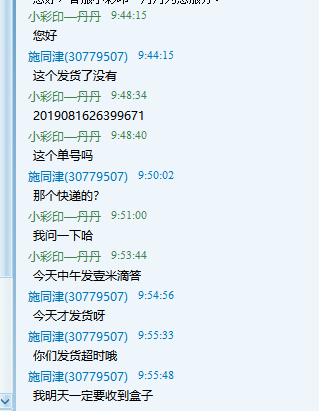 小彩印—丹丹 9:44:15
您好
施同津(30779507) 9:44:15
这个发货了没有
小彩印—丹丹 9:48:34
2019081626399671
小彩印—丹丹 9:48:40
这个单号吗
施同津(30779507) 9:50:02
那个快递的?
小彩印—丹丹 9:51:00
我问一下哈
小彩印—丹丹 9:53:44
今天中午发壹米滴答
施同津(30779507) 9:54:56
今天才发货呀
施同津(30779507) 9:55:33
你们发货超时哦
施同津(30779507) 9:55:48
我明天一定要收到盒子